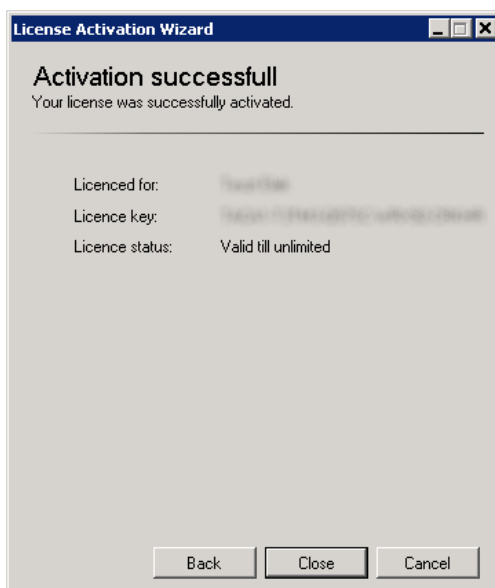 License Activation Wizard
Activation successfull
Your license was successfully activated.
Licenced for:
Licence key:
Licence status: Valid till unlimited
Back Close Cancel